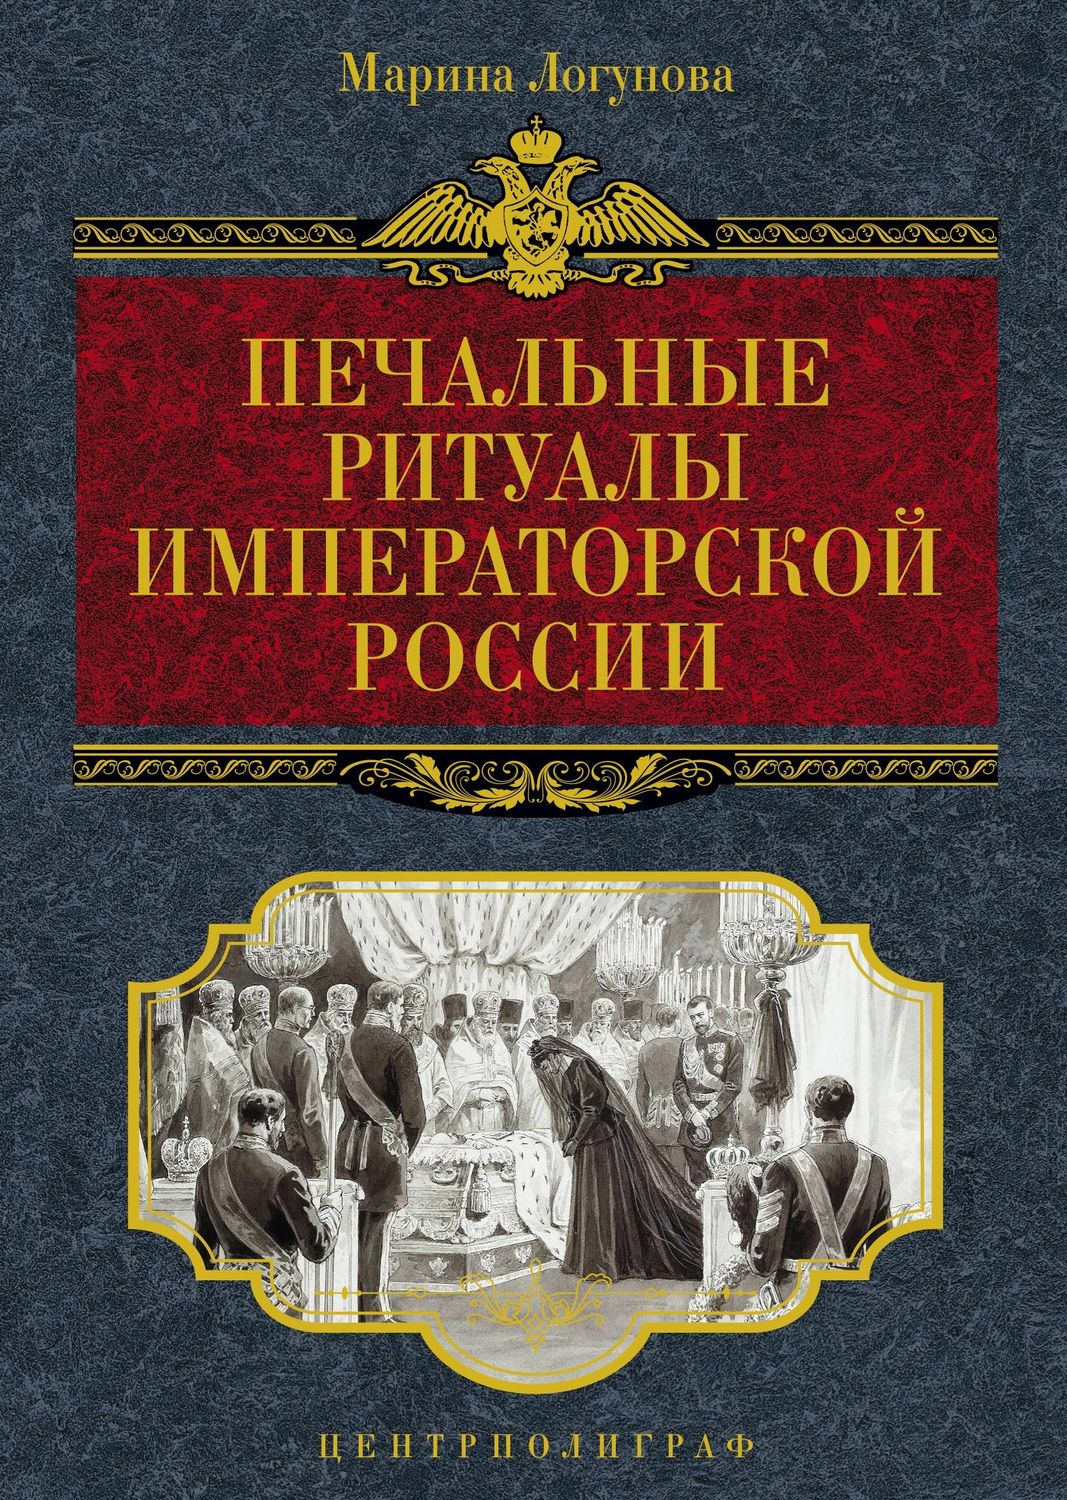 Марина Логунова
ПЕЧАЛЬНЫЕ
РИТУАЛЫ
ИМПЕРАТОРСКОЙ
РОССИИ
ЦЕНТРПОЛИГРАФ